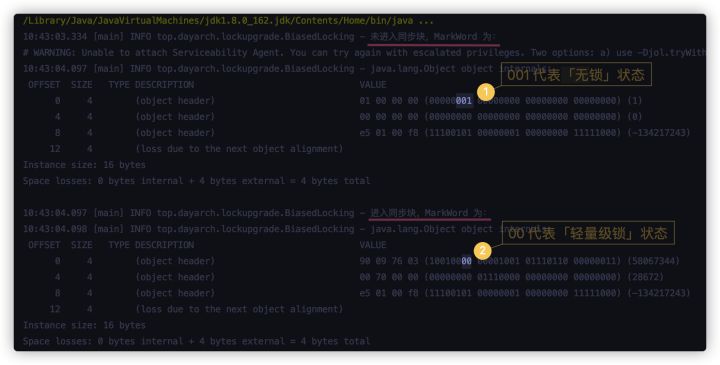 /Library/Java/JavaVirtualMachines/jdk1.8.0_162.jdk/Contents/Home/bin/java ...
10:43:03.334 [main] INFO top.dayarch.lockupgrade.BiasedLocking - 未进入同步块, MarkWord 为:
# WARNING: Unable to attach Serviceability Agent. You can try again with escalated privileges. Two options: a) use -Djol.tryWith
10:43:04.097 [main] INFO top.dayarch.lockupgrade.BiasedLocking - java.lang.Object object internals:
001 代表「无锁」状态
1
OFFSET SIZE TYPE DESCRIPTION VALUE
0 4 (object header) 01 00 00 00 (00000001 00000000 00000000 00000000) (1)
4 4 (object header) 00 00 00 00 (00000000 00000000 00000000 00000000) (0)
8 4 (object header) e5 01 00 f8 (11100101 00000001 00000000 11111000) (-134217243)
12 4 (loss due to the next object alignment)
Instance size: 16 bytes
Space losses: 0 bytes internal + 4 bytes external = 4 bytes total
10:43:04.097 [main] INFO top.dayarch.lockupgrade.BiasedLocking - 进入同步块, MarkWord 为:
10:43:04.098 [main] INFO top.dayarch.lockupgrade.BiasedLocking - java.lang.Object object
00 代表「轻量级锁」状态
2
OFFSET SIZE TYPE DESCRIPTION VALUE
0 4 (object header) 90 09 76 03 (10010000 00001001 01110110 00000011) (58067344)
4 4 (object header) 00 70 00 00 (00000000 01110000 00000000 00000000) (28672)
8 4 (object header) e5 01 00 f8 (11100101 00000001 00000000 11111000) (-134217243)
12 4 (loss due to the next object alignment)
Instance size: 16 bytes
Space losses: 0 bytes internal + 4 bytes external = 4 bytes total